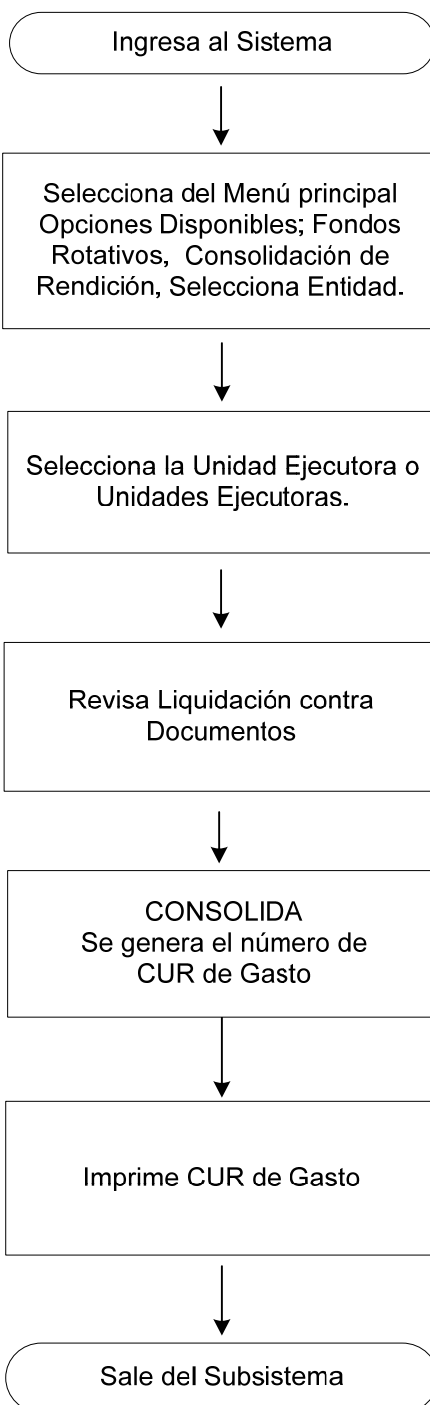 Ingresa al Sistema
Selecciona del Menú principal
Opciones Disponibles; Fondos
Rotativos, Consolidación de
Rendición, Selecciona Entidad.
Selecciona la Unidad Ejecutora o
Unidades Ejecutoras.
Revisa Liquidación contra
Documentos
CONSOLIDA
Se genera el número de
CUR de Gasto
Imprime CUR de Gasto
Sale del Subsistema